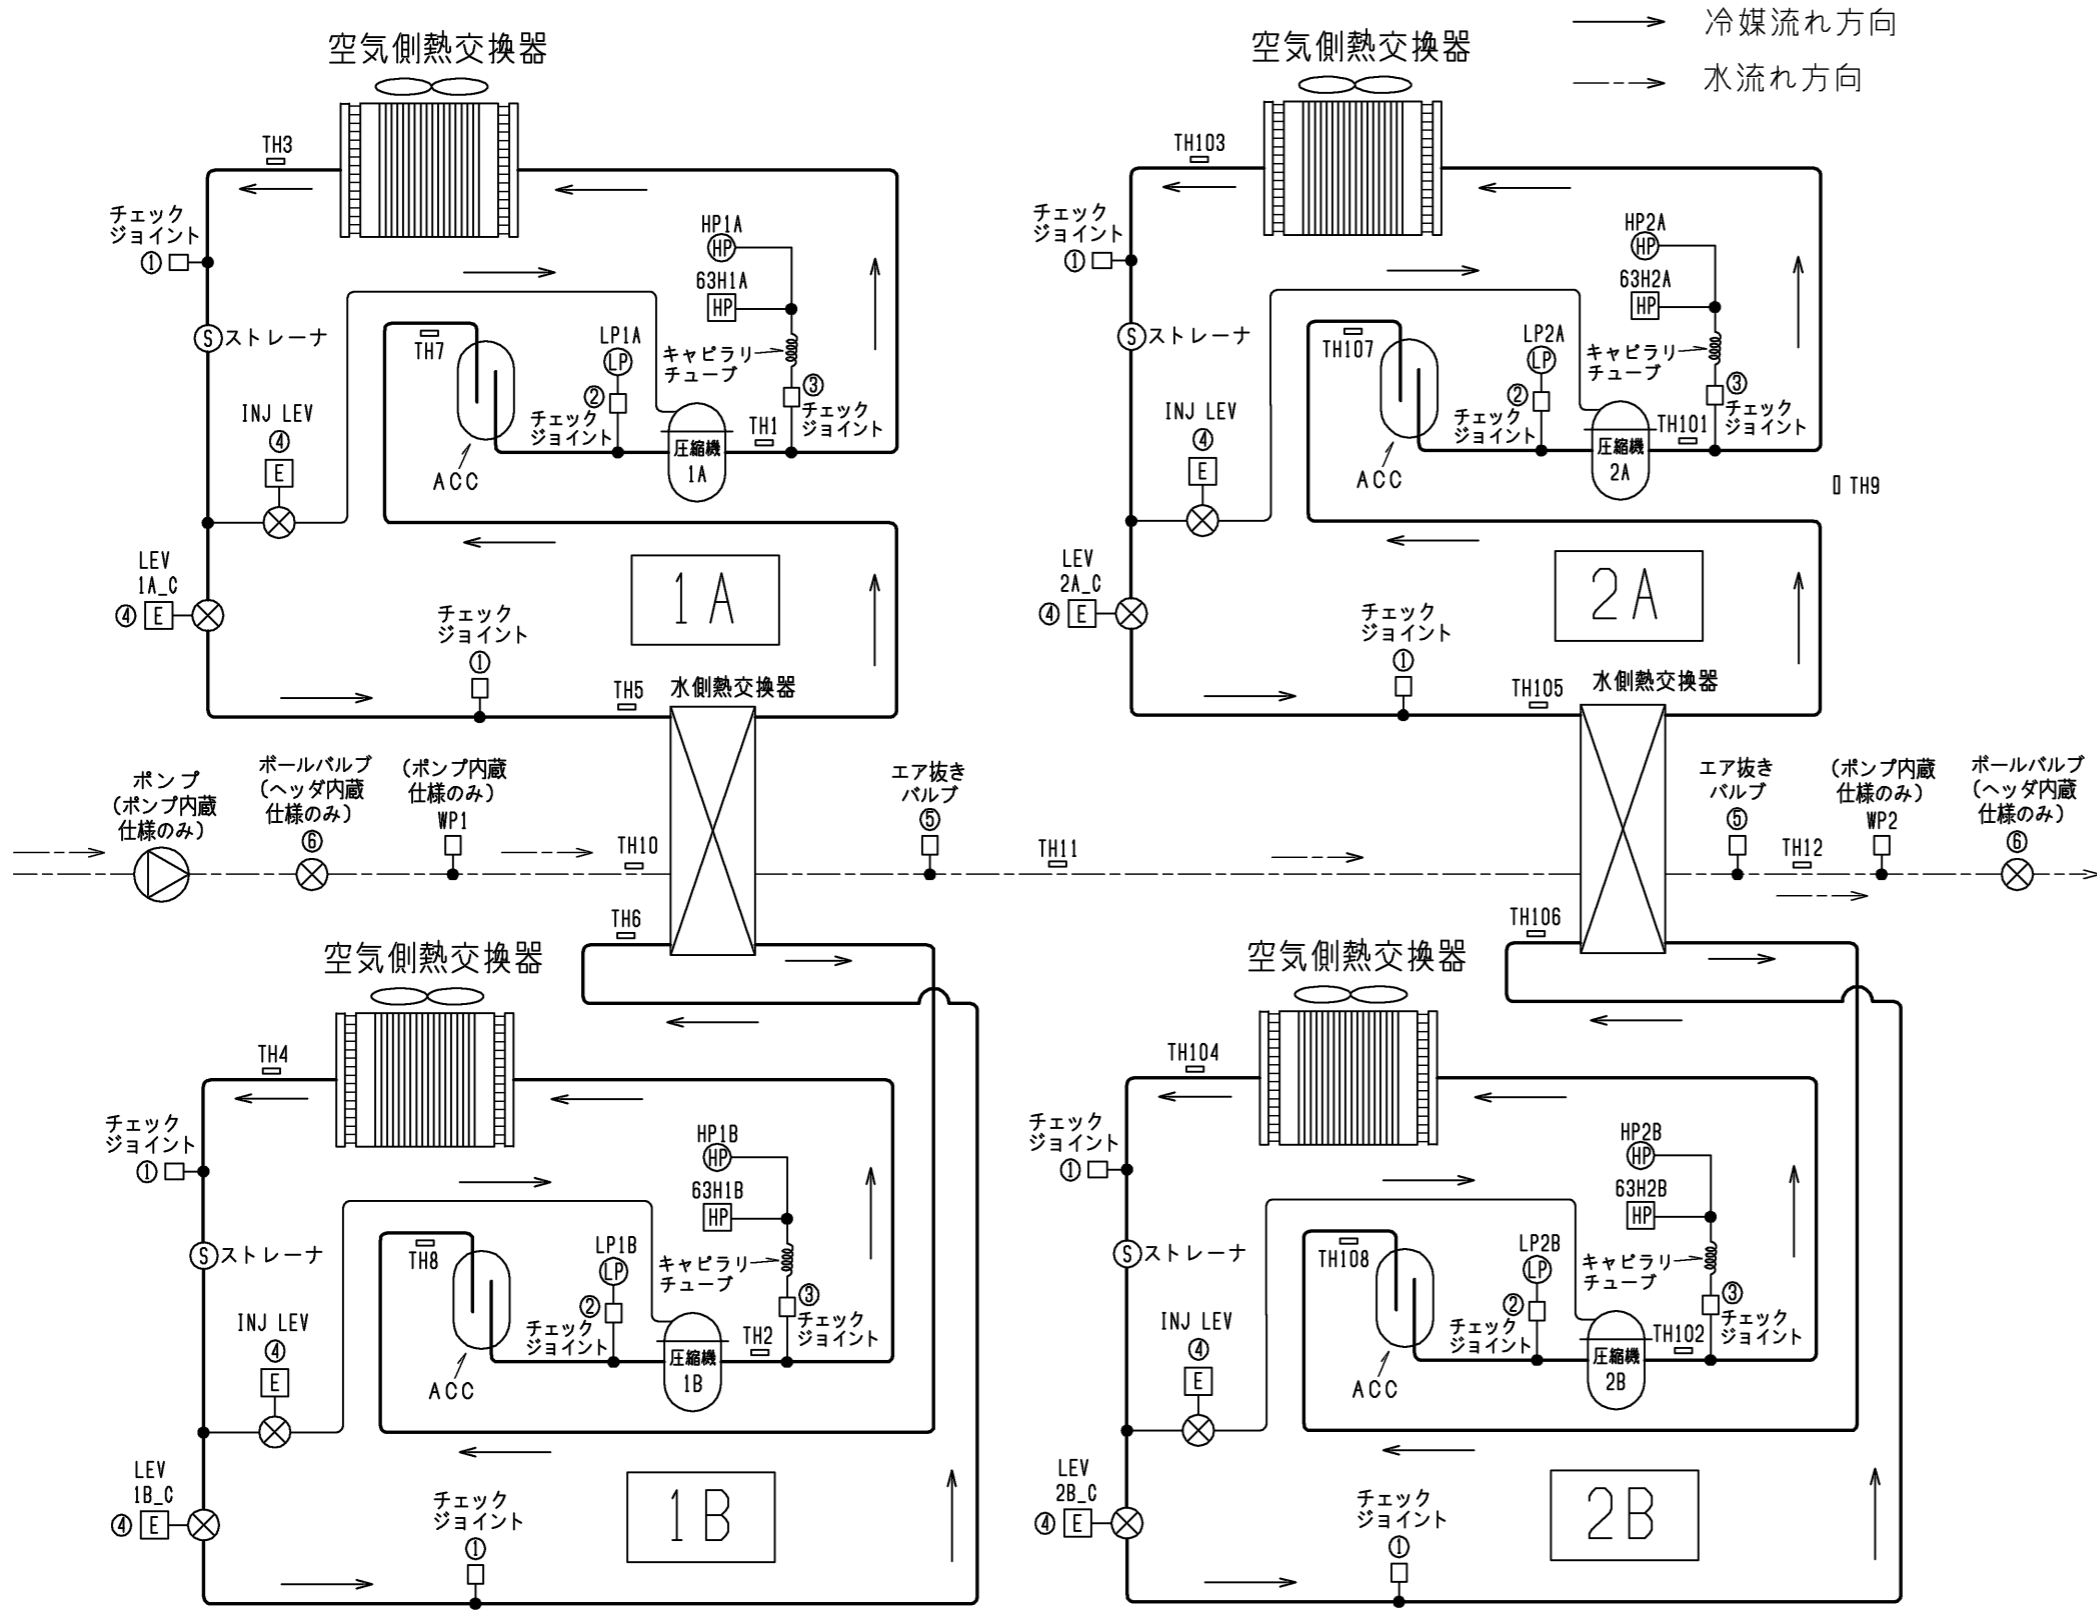 冷媒流れ方向
水流れ方向
空気側熱交換器
TH3
チェック
ジョイント
①
HP1A
HP
63H1A
HP
S ストレーナ
TH7
LP1A
LP
キャピラリ
チューブ
②
チェック
ジョイント
③
チェック
ジョイント
TH1
INJ LEV
④
E
ACC
圧縮機
1A
LEV
1A_C
④ E
1A
チェック
ジョイント
①
TH5
水側熱交換器
空気側熱交換器
TH103
チェック
ジョイント
①
HP2A
HP
63H2A
HP
S ストレーナ
TH107
LP2A
LP
キャピラリ
チューブ
②
チェック
ジョイント
③
チェック
ジョイント
TH101
INJ LEV
④
E
ACC
圧縮機
2A
TH9
LEV
2A_C
④ E
2A
チェック
ジョイント
①
TH105
水側熱交換器
ポンプ
(ポンプ内蔵
仕様のみ)
ボールバルブ
(ヘッダ内蔵
仕様のみ)
⑥
(ポンプ内蔵
仕様のみ)
WP1
TH10
エア抜き
バルブ
⑤
TH11
エア抜き
バルブ
⑤
TH12
(ポンプ内蔵
仕様のみ)
WP2
ボールバルブ
(ヘッダ内蔵
仕様のみ)
⑥
TH6
空気側熱交換器
TH4
チェック
ジョイント
①
HP1B
HP
63H1B
HP
S ストレーナ
TH8
LP1B
LP
キャピラリ
チューブ
②
チェック
ジョイント
③
チェック
ジョイント
TH2
INJ LEV
④
E
ACC
圧縮機
1B
LEV
1B_C
④ E
1B
チェック
ジョイント
①
TH106
空気側熱交換器
TH104
チェック
ジョイント
①
HP2B
HP
63H2B
HP
S ストレーナ
TH108
LP2B
LP
キャピラリ
チューブ
②
チェック
ジョイント
③
チェック
ジョイント
TH102
INJ LEV
④
E
ACC
圧縮機
2B
LEV
2B_C
④ E
2B
チェック
ジョイント
①